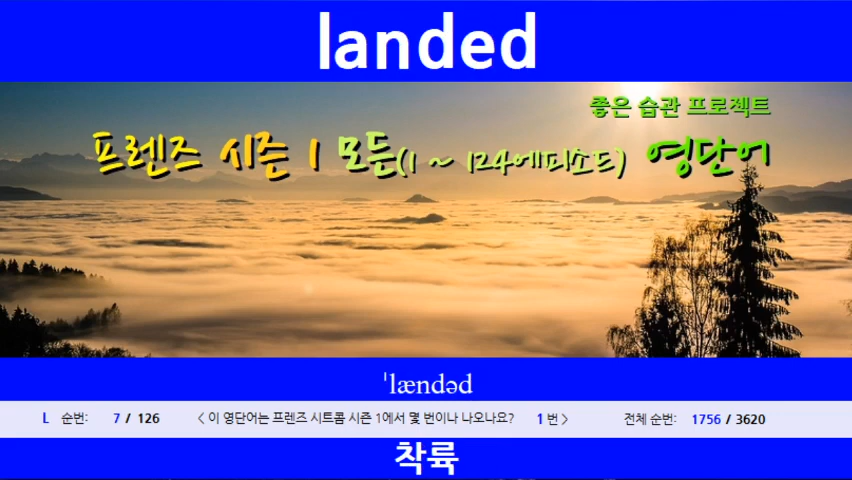 landed
좋은 습관 프로젝트
프렌즈 시즌 1 모든(1 ~ 124에피소드) 영단어
ˈlændəd
L 순번: 7 / 126 < 이 영단어는 프렌즈 시트콤 시즌 1에서 몇 번이나 나오나요? 1 번 > 전체 순번: 1756 / 3620
착륙